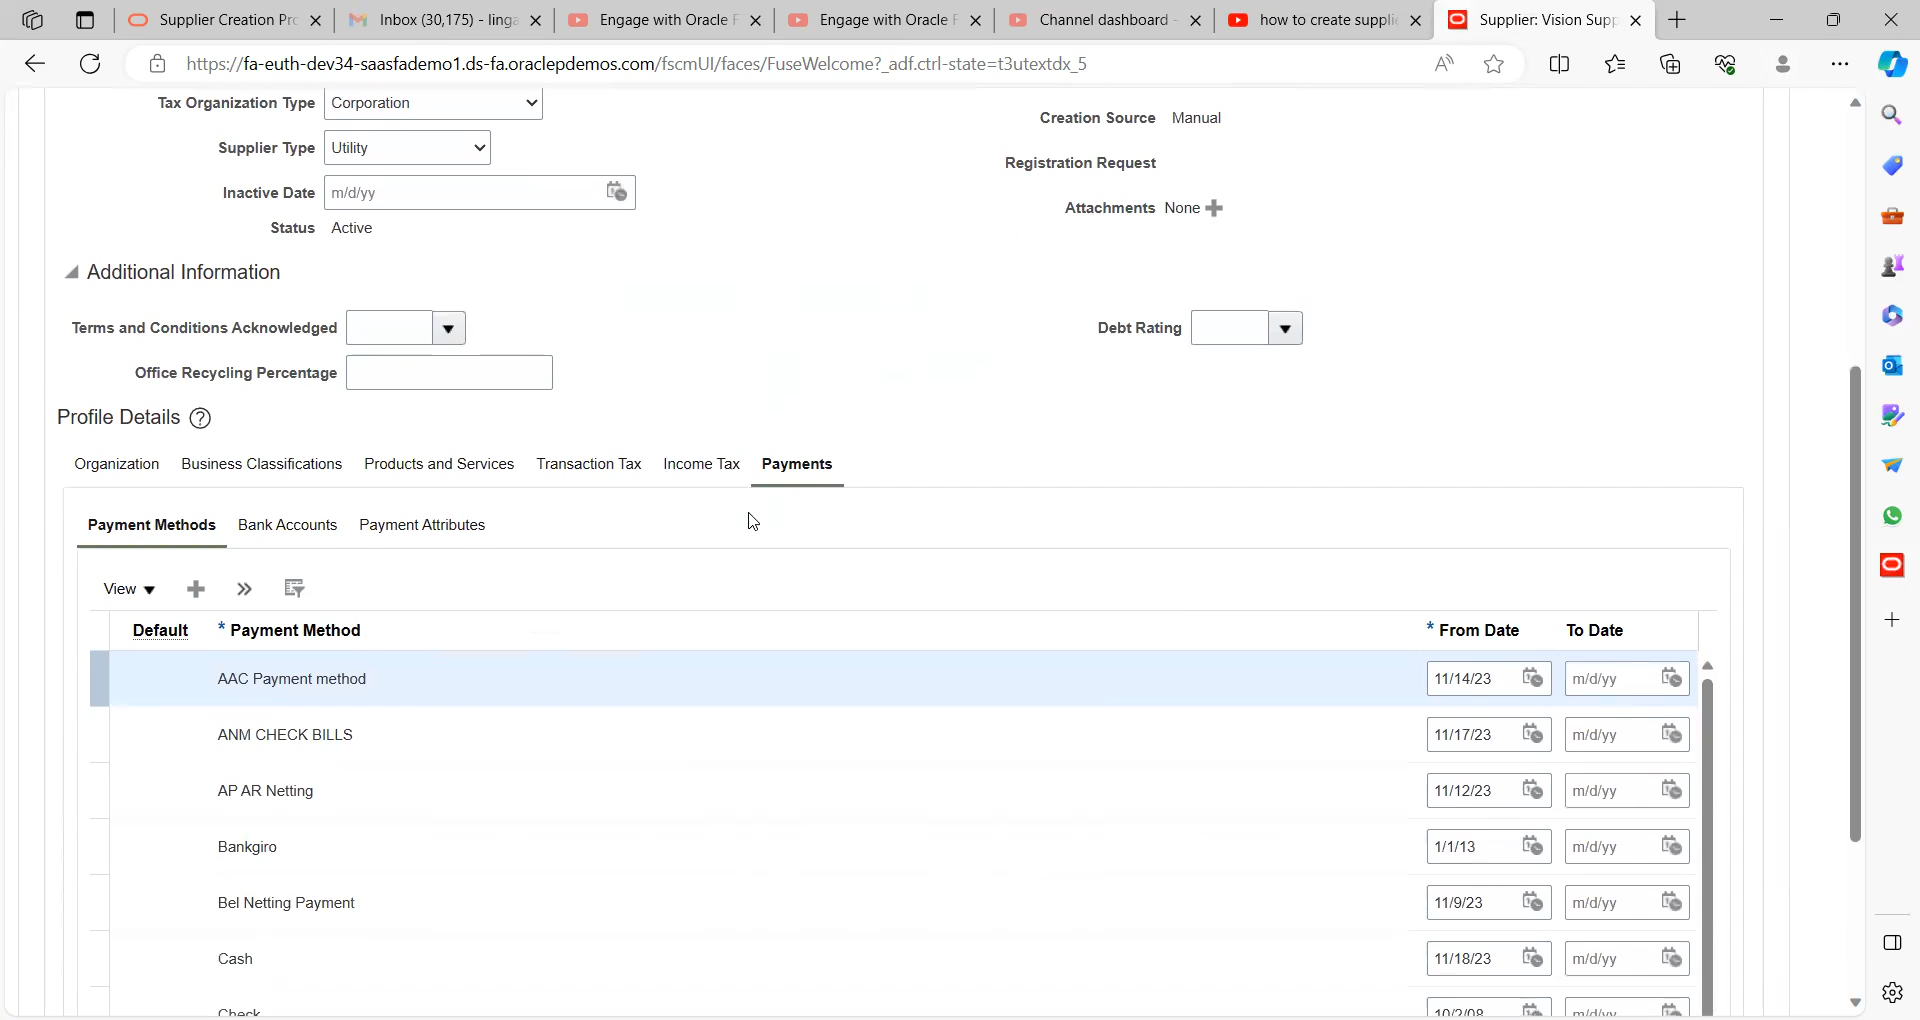 Supplier Creation Pro
Inbox (30,175) - linga
Engage with Oracle F
Engage with Oracle F
Channel dashboard -
how to create supplie
Supplier: Vision Supp
https://fa-euth-dev34-saasfademo1.ds-fa.oraclepdemos.com/fscmUI/faces/FuseWelcome?_adf.ctrl-state=t3utextdx_5
Tax Organization Type Corporation
Creation Source Manual
Supplier Type Utility
Registration Request
Inactive Date m/d/yy
Attachments None
Status Active
Additional Information
Terms and Conditions Acknowledged
Debt Rating
Office Recycling Percentage
Profile Details ?
Organization Business Classifications Products and Services Transaction Tax Income Tax Payments
Payment Methods Bank Accounts Payment Attributes
View
Default * Payment Method * From Date To Date
AAC Payment method 11/14/23 m/d/yy
ANM CHECK BILLS 11/17/23 m/d/yy
AP AR Netting 11/12/23 m/d/yy
Bankgiro 1/1/13 m/d/yy
Bel Netting Payment 11/9/23 m/d/yy
Cash 11/18/23 m/d/yy
Check 10/2/08 m/d/yy